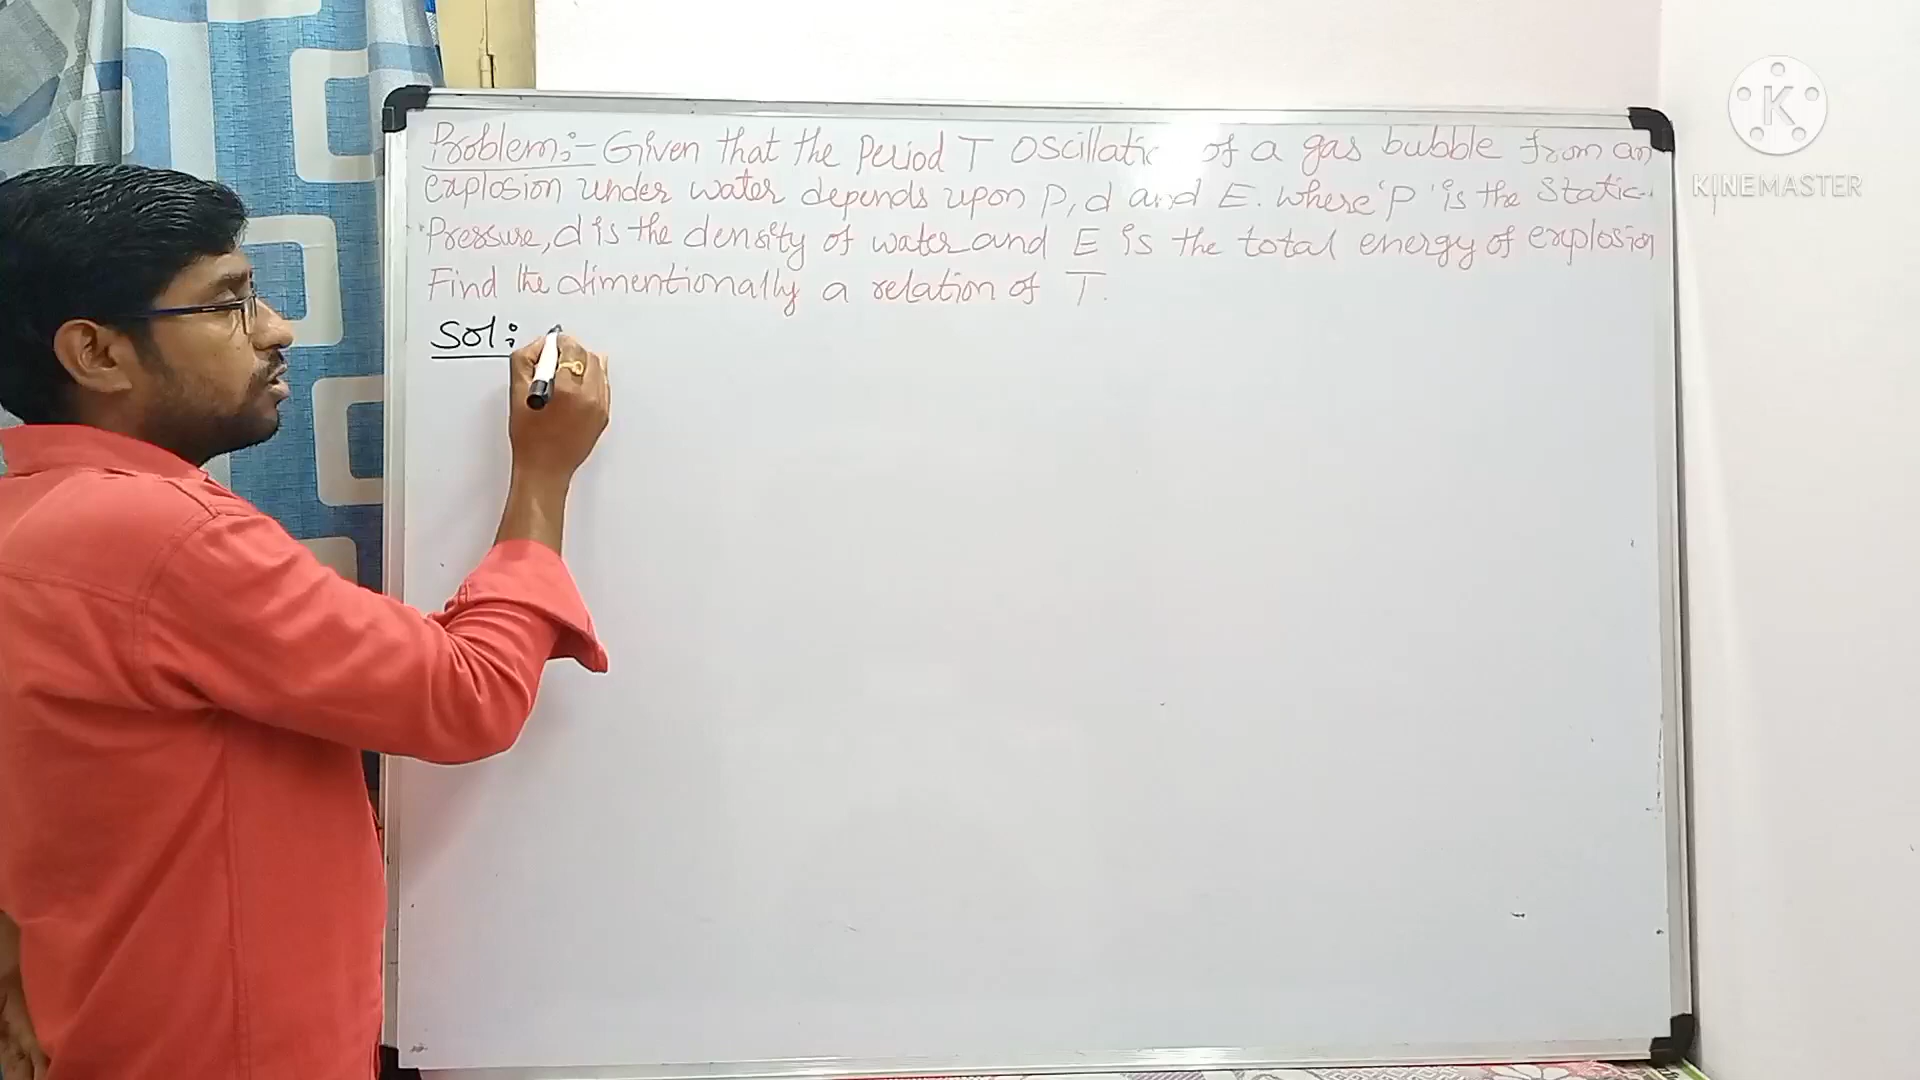 Problem:- Given that the Period T oscillatic of a gas bubble from an
explosion under water depends upon P, d and E. where 'P' is the Static
Pressure, d is the density of water and E is the total energy of explosion
Find the dimentionally a relation of T.
Sol:
K
KINEMASTER